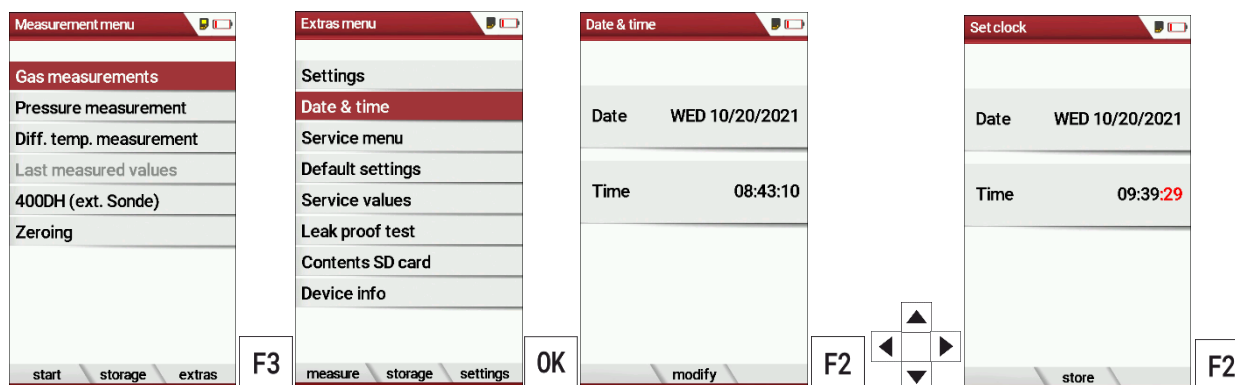 Measurement menu
Gas measurements
Pressure measurement
Diff. temp. measurement
Last measured values
400DH (ext. Sonde)
Zeroing
start storage extras
F3
Extras menu
Settings
Date & time
Service menu
Default settings
Service values
Leak proof test
Contents SD card
Device info
measure storage settings
OK
Date & time
Date WED 10/20/2021
Time 08:43:10
modify
F2
Set clock
Date WED 10/20/2021
Time 09:39:29
store
F2